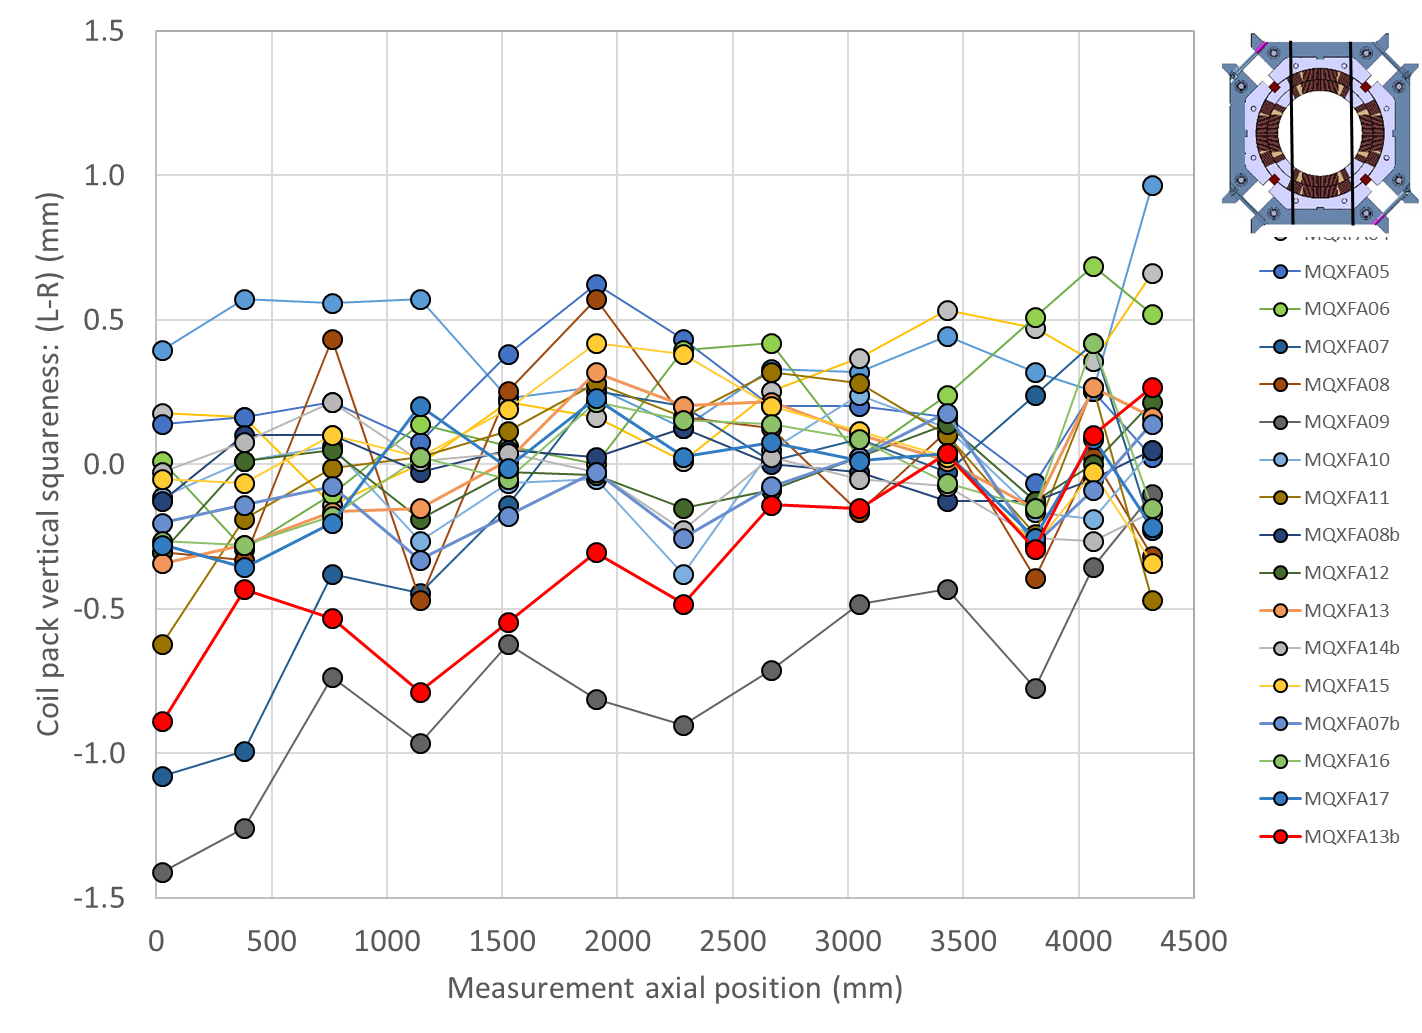 Coil pack vertical squareness: (L-R) (mm)
1.5
1.0
0.5
0.0
-0.5
-1.0
-1.5
0 500 1000 1500 2000 2500 3000 3500 4000 4500
Measurement axial position (mm)
MQXFA05
MQXFA06
MQXFA07
MQXFA08
MQXFA09
MQXFA10
MQXFA11
MQXFA08b
MQXFA12
MQXFA13
MQXFA14b
MQXFA15
MQXFA07b
MQXFA16
MQXFA17
MQXFA13b